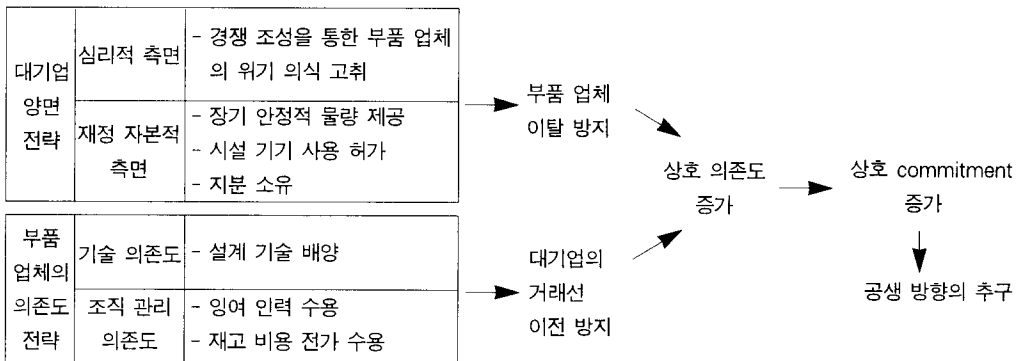 대기업
양면
전략
심리적 측면
- 경쟁 조성을 통한 부품 업체
의 위기 의식 고취
재정 자본적
측면
- 장기 안정적 물량 제공
- 시설 기기 사용 허가
- 지분 소유
부품 업체
이탈 방지
부품
업체의
의존도
전략
기술 의존도
- 설계 기술 배양
조직 관리
의존도
- 잉여 인력 수용
- 재고 비용 전가 수용
대기업의
거래선
이전 방지
상호 의존도
증가
상호 commitment
증가
공생 방향의 추구